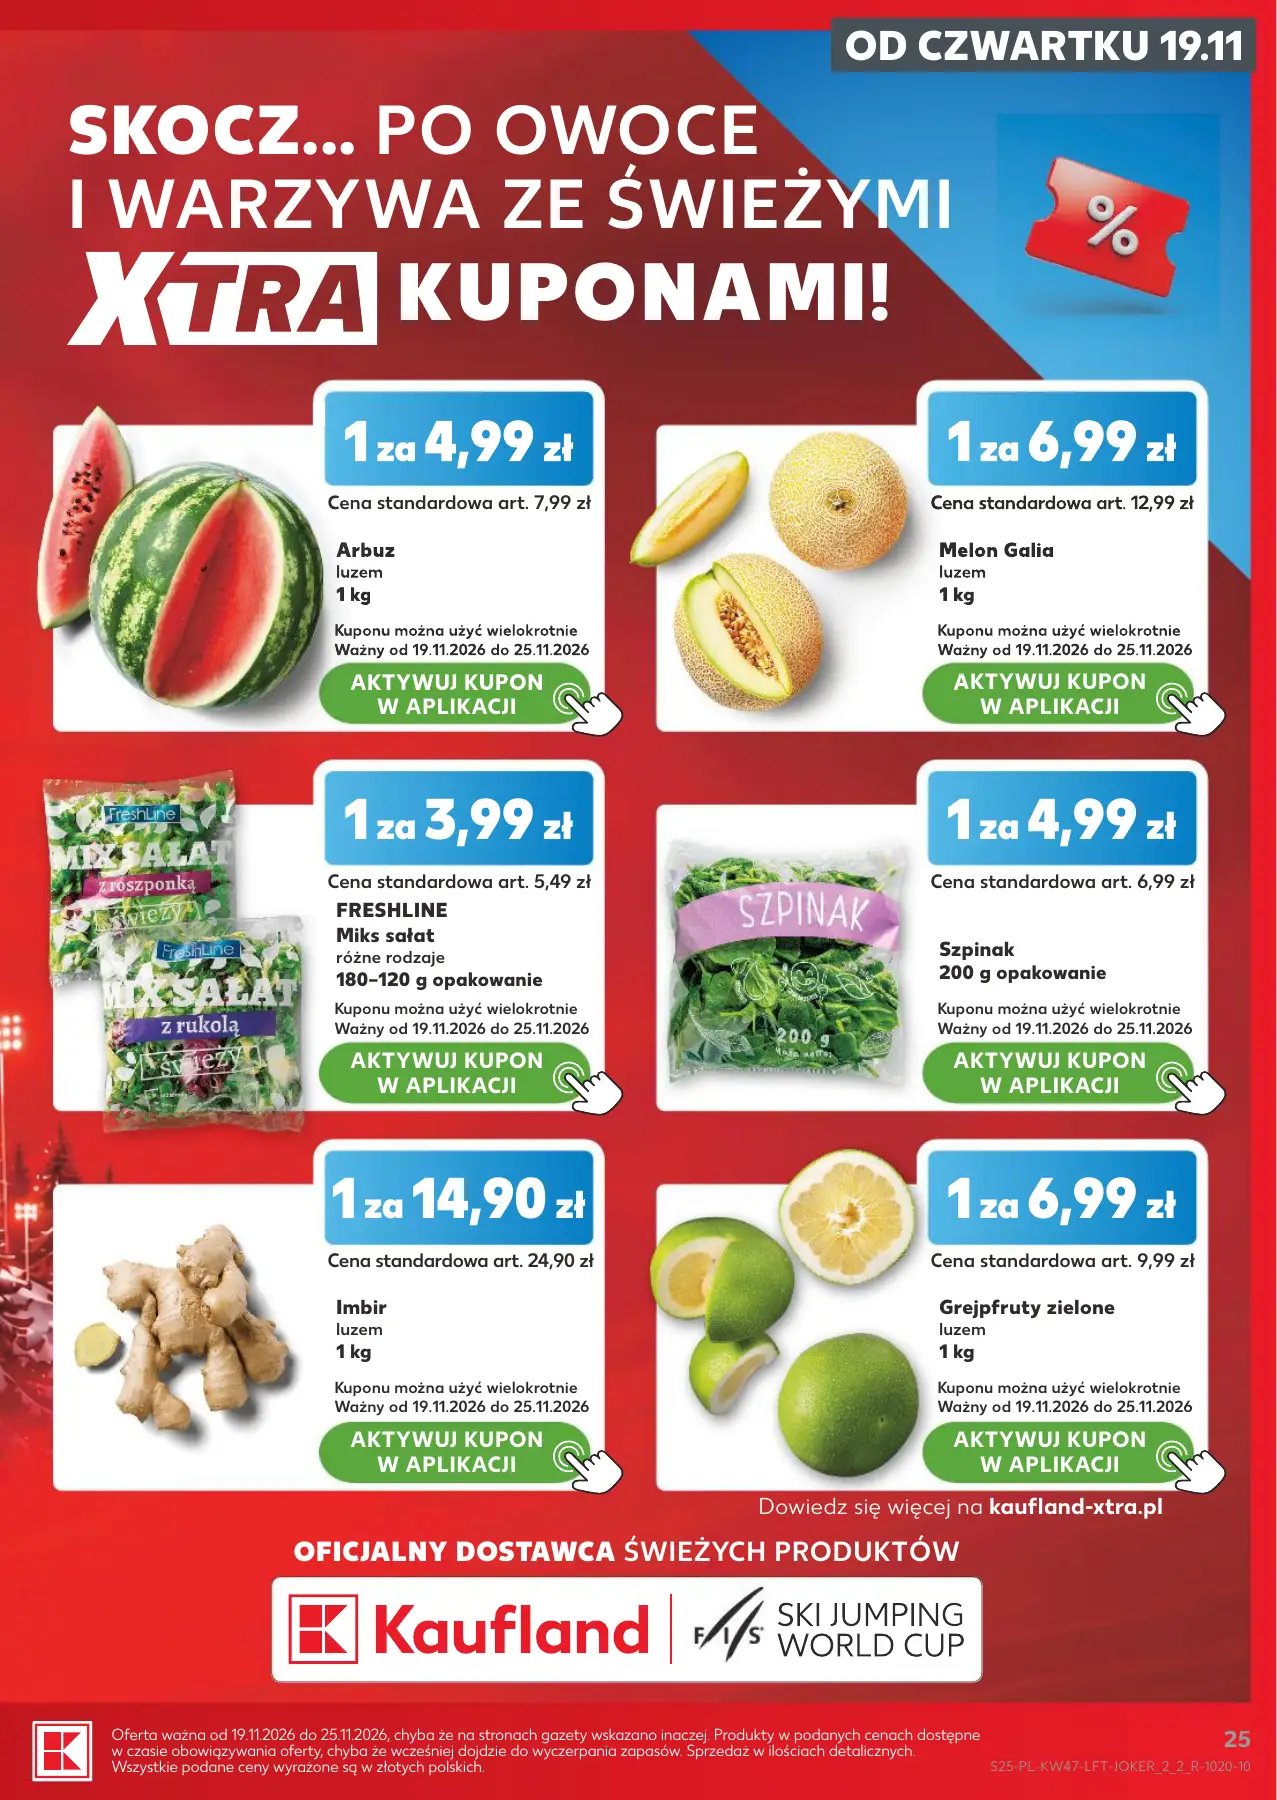 OD CZWARTKU 19.11
SKOCZ... PO OWOCE
I WARZYWA ZE ŚWIEŻYMI
XTRA KUPONAMI!
%
1 za 4,99 zł
Cena standardowa art. 7,99 zł
Arbuz
luzem
1 kg
Kuponu można użyć wielokrotnie
Ważny od 19.11.2026 do 25.11.2026
AKTYWUJ KUPON
W APLIKACJI
1 za 6,99 zł
Cena standardowa art. 12,99 zł
Melon Galia
luzem
1 kg
Kuponu można użyć wielokrotnie
Ważny od 19.11.2026 do 25.11.2026
AKTYWUJ KUPON
W APLIKACJI
FreshLine
MIX SAŁAT
z roszponką
świeży
FreshLine
MIX SAŁAT
z rukolą
świeży
1 za 3,99 zł
Cena standardowa art. 5,49 zł
FRESHLINE
Miks sałat
różne rodzaje
180–120 g opakowanie
Kuponu można użyć wielokrotnie
Ważny od 19.11.2026 do 25.11.2026
AKTYWUJ KUPON
W APLIKACJI
SZPINAK
200 g
Masa netto
1 za 4,99 zł
Cena standardowa art. 6,99 zł
Szpinak
200 g opakowanie
Kuponu można użyć wielokrotnie
Ważny od 19.11.2026 do 25.11.2026
AKTYWUJ KUPON
W APLIKACJI
1 za 14,90 zł
Cena standardowa art. 24,90 zł
Imbir
luzem
1 kg
Kuponu można użyć wielokrotnie
Ważny od 19.11.2026 do 25.11.2026
AKTYWUJ KUPON
W APLIKACJI
1 za 6,99 zł
Cena standardowa art. 9,99 zł
Grejpfruty zielone
luzem
1 kg
Kuponu można użyć wielokrotnie
Ważny od 19.11.2026 do 25.11.2026
AKTYWUJ KUPON
W APLIKACJI
Dowiedz się więcej na kaufland-xtra.pl
OFICJALNY DOSTAWCA ŚWIEŻYCH PRODUKTÓW
Kaufland
F/I/S
SKI JUMPING
WORLD CUP
Oferta ważna od 19.11.2026 do 25.11.2026, chyba że na stronach gazety wskazano inaczej. Produkty w podanych cenach dostępne
w czasie obowiązywania oferty, chyba że wcześniej dojdzie do wyczerpania zapasów. Sprzedaż w ilościach detalicznych.
Wszystkie podane ceny wyrażone są w złotych polskich.
25
S25-PL-KW47-LFT-JOKER_2_2_R-1020-10